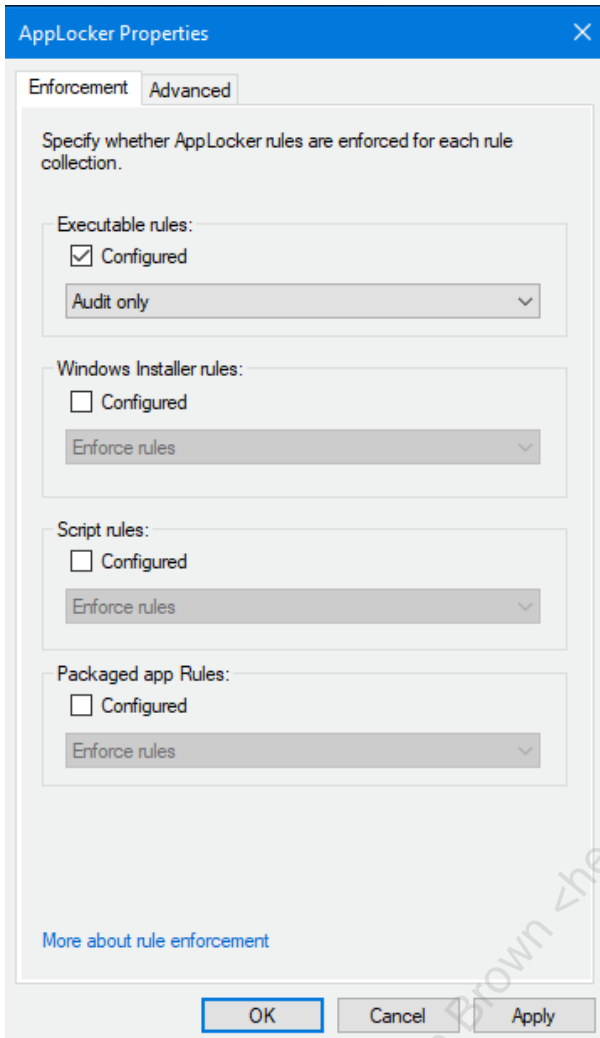 AppLocker Properties
Enforcement
Advanced
Specify whether AppLocker rules are enforced for each rule
collection.
Executable rules:
Configured
Audit only
Windows Installer rules:
Configured
Enforce rules
Script rules:
Configured
Enforce rules
Packaged app Rules:
Configured
Enforce rules
More about rule enforcement
OK
Cancel
Apply
Brown <he